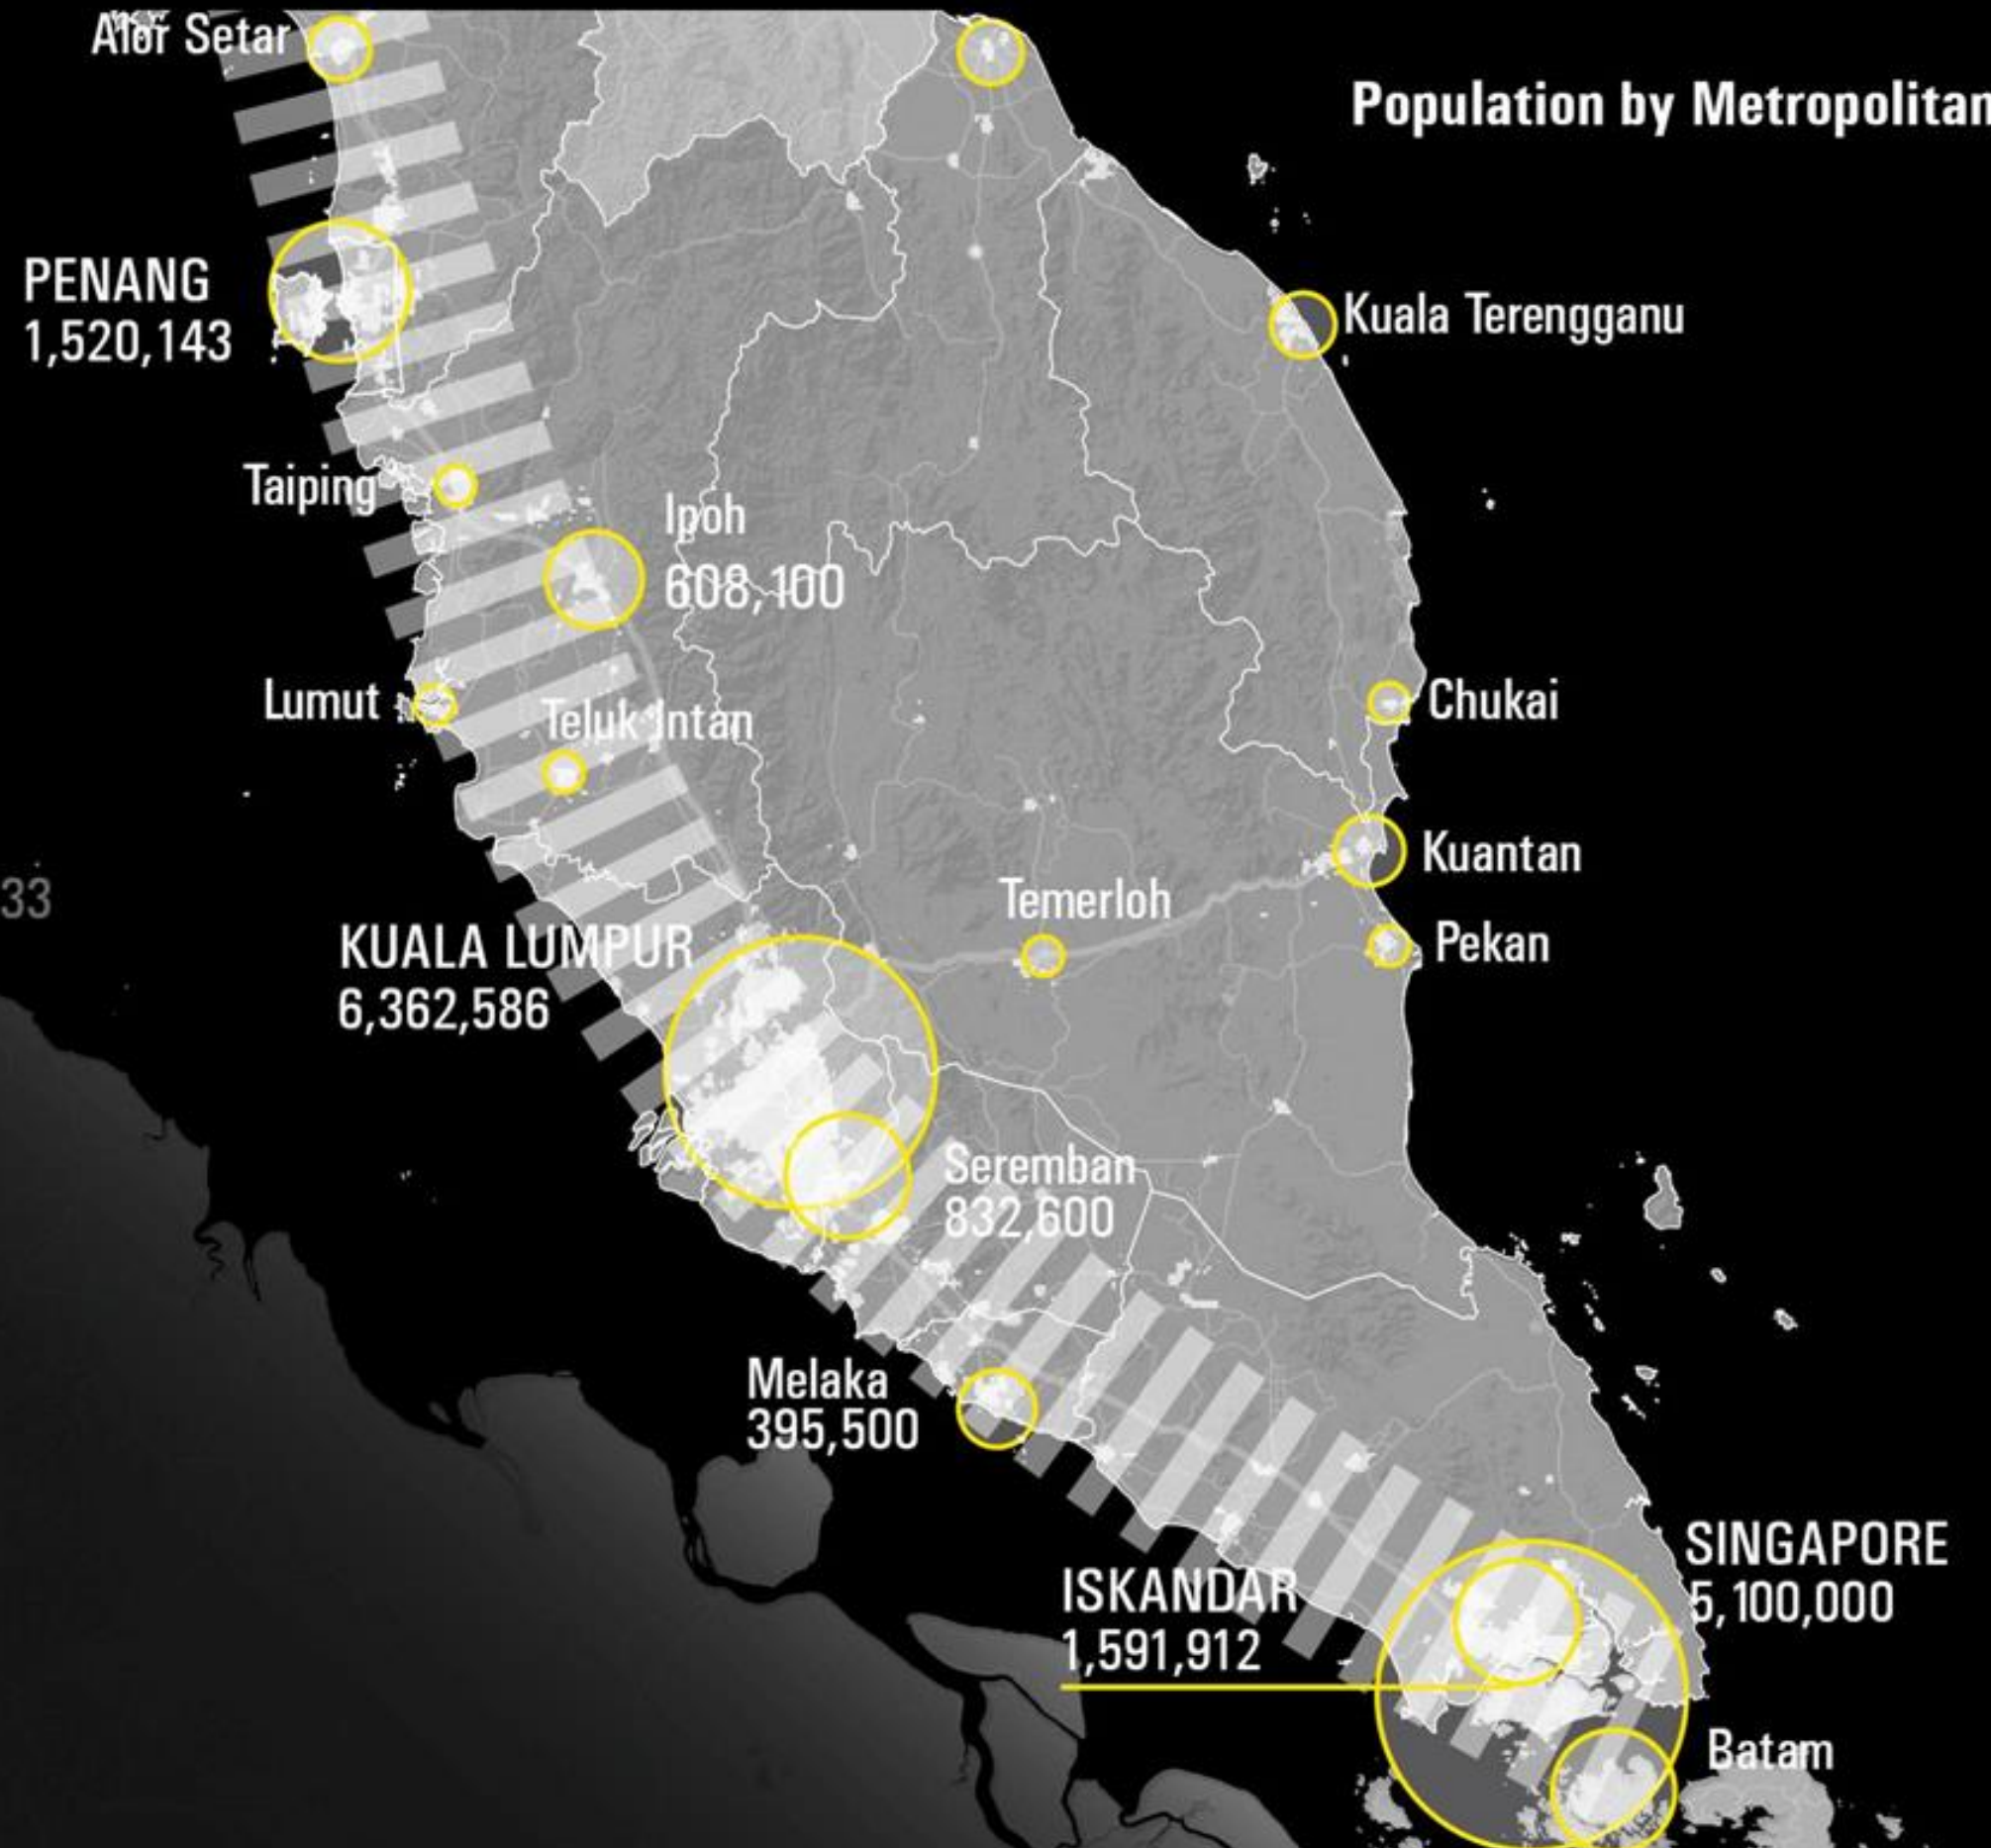 Alor Setar
Population by Metropolitan
PENANG
1,520,143
Kuala Terengganu
Taiping
Ipoh
608,100
Lumut
Teluk Intan
Chukai
Kuantan
33
Temerloh
Pekan
KUALA LUMPUR
6,362,586
Seremban
832,600
Melaka
395,500
SINGAPORE
5,100,000
ISKANDAR
1,591,912
Batam